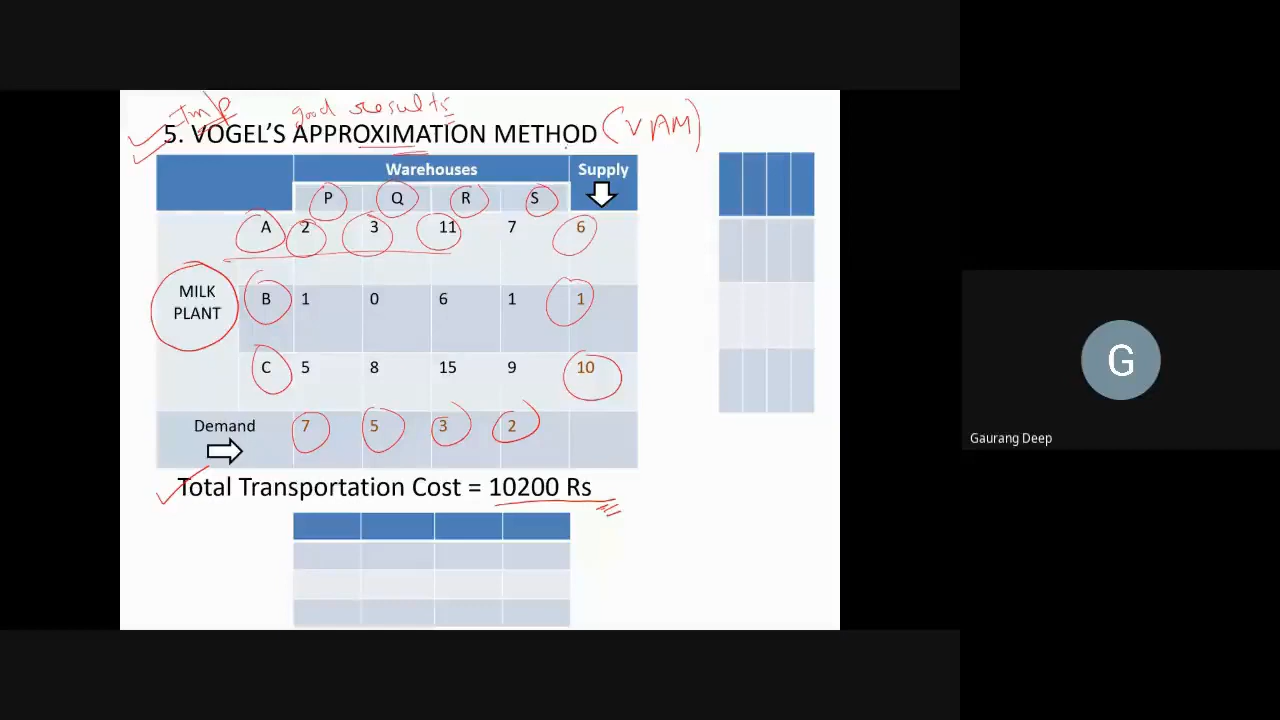 Imp good results
5. VOGEL'S APPROXIMATION METHOD (VAM)
Warehouses Supply
P Q R S
A 2 3 11 7 6
MILK PLANT
B 1 0 6 1 1
C 5 8 15 9 10
Demand 7 5 3 2
Total Transportation Cost = 10200 Rs
G
Gaurang Deep